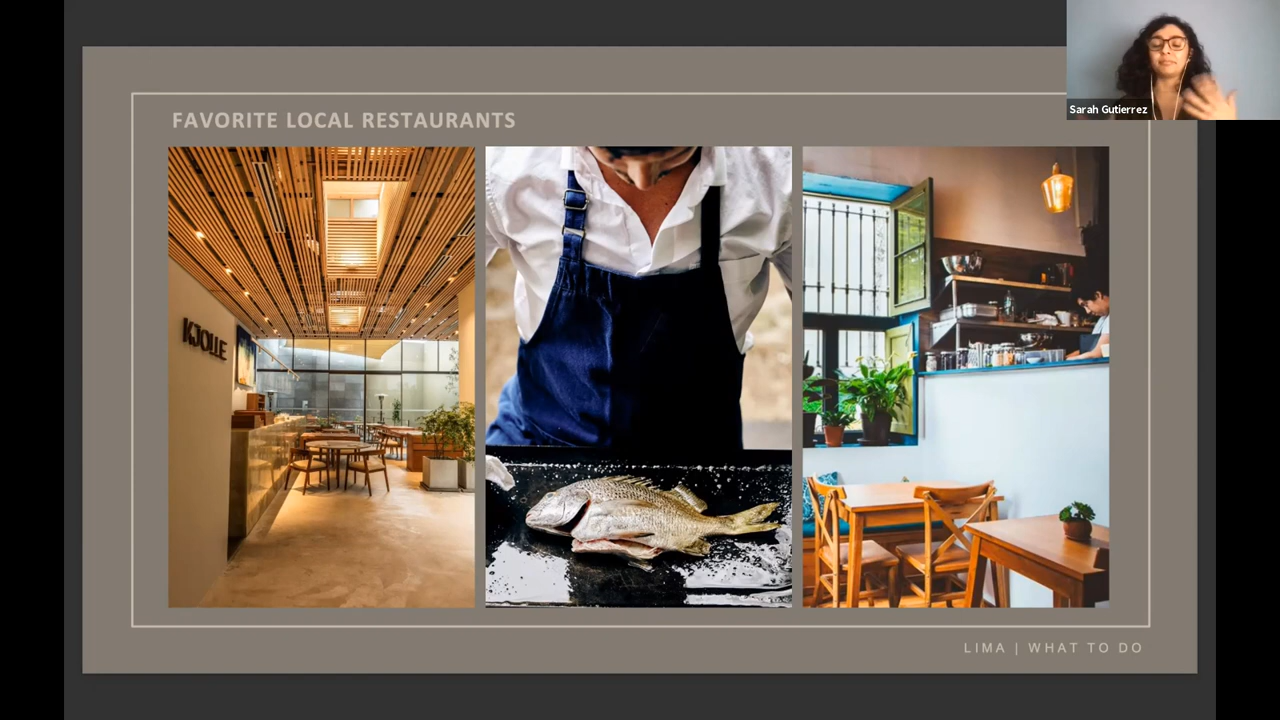 Sarah Gutierrez
FAVORITE LOCAL RESTAURANTS
KJOLLE
LIMA | WHAT TO DO